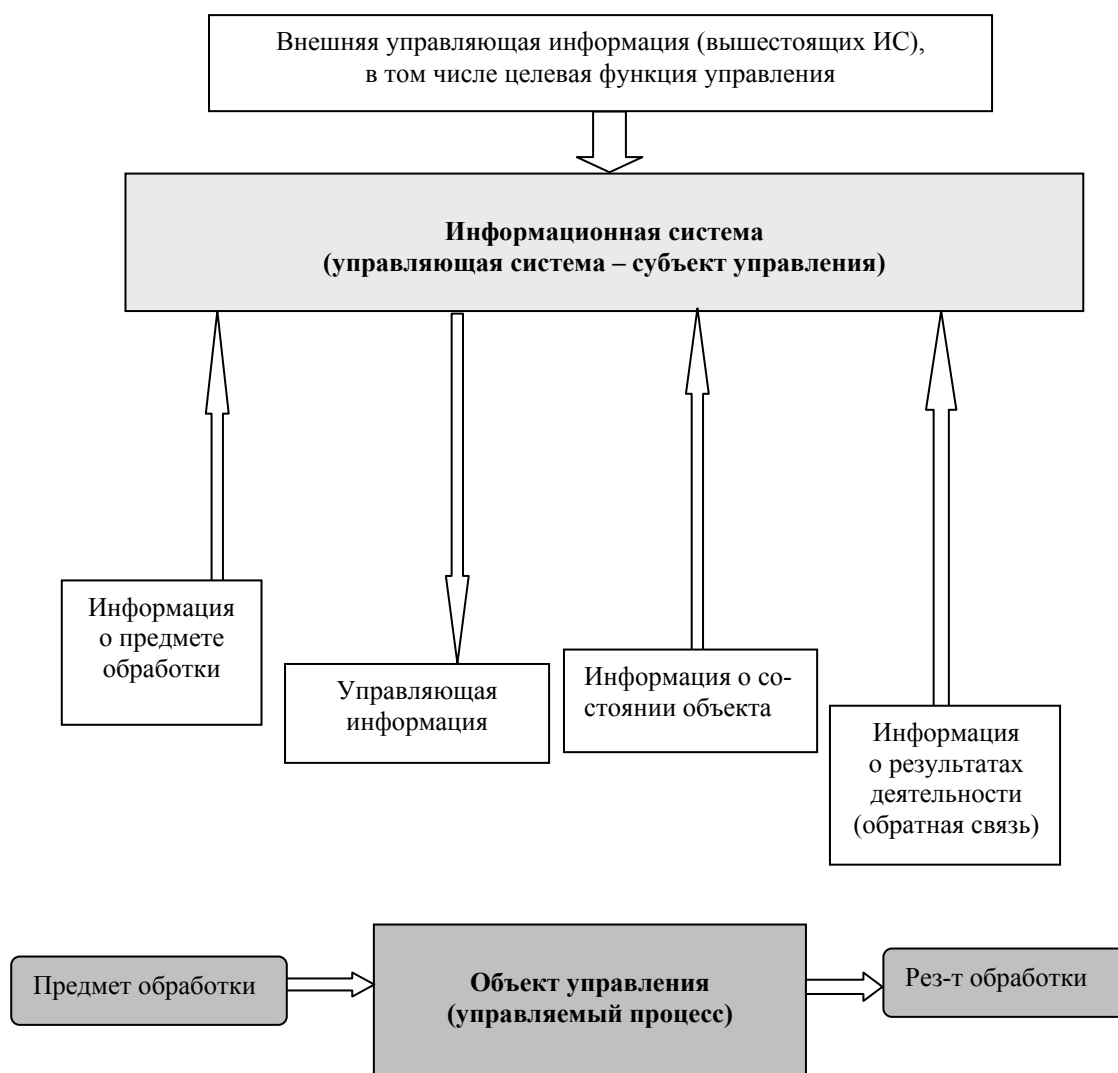 Внешняя управляющая информация (вышестоящих ИС),
в том числе целевая функция управления
Информационная система
(управляющая система – субъект управления)
Информация
о предмете
обработки
Управляющая
информация
Информация о со-
стоянии объекта
Информация
о результатах
деятельности
(обратная связь)
Предмет обработки
Объект управления
(управляемый процесс)
Рез-т обработки